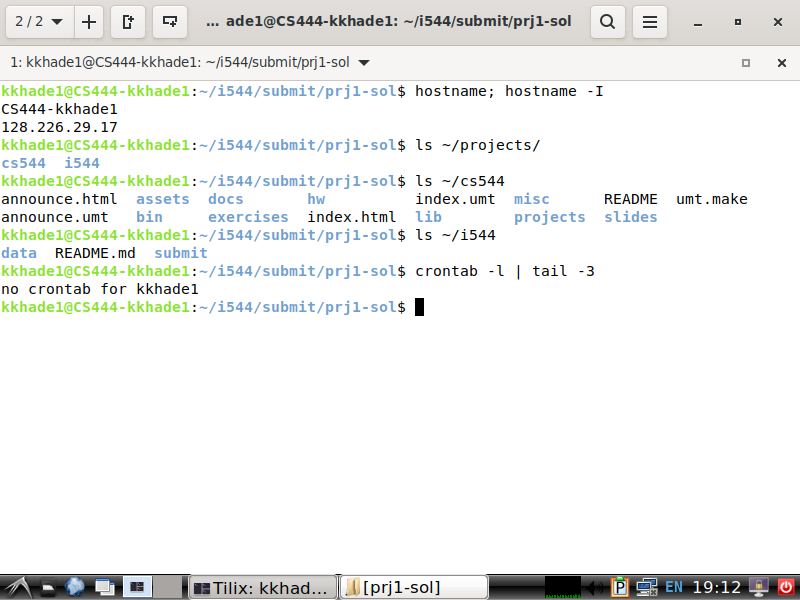 2 / 2
... ade1@CS444-kkhade1: ~/i544/submit/prj1-sol
1: kkhade1@CS444-kkhade1: ~/i544/submit/prj1-sol
kkhade1@CS444-kkhade1:~/i544/submit/prj1-sol$ hostname; hostname -I
CS444-kkhade1
128.226.29.17
kkhade1@CS444-kkhade1:~/i544/submit/prj1-sol$ ls ~/projects/
cs544  i544
kkhade1@CS444-kkhade1:~/i544/submit/prj1-sol$ ls ~/cs544
announce.html  assets  docs       hw          index.umt  misc      README  umt.make
announce.umt   bin     exercises  index.html  lib        projects  slides
kkhade1@CS444-kkhade1:~/i544/submit/prj1-sol$ ls ~/i544
data  README.md  submit
kkhade1@CS444-kkhade1:~/i544/submit/prj1-sol$ crontab -l | tail -3
no crontab for kkhade1
kkhade1@CS444-kkhade1:~/i544/submit/prj1-sol$
Tilix: kkhad... [prj1-sol] P EN 19:12